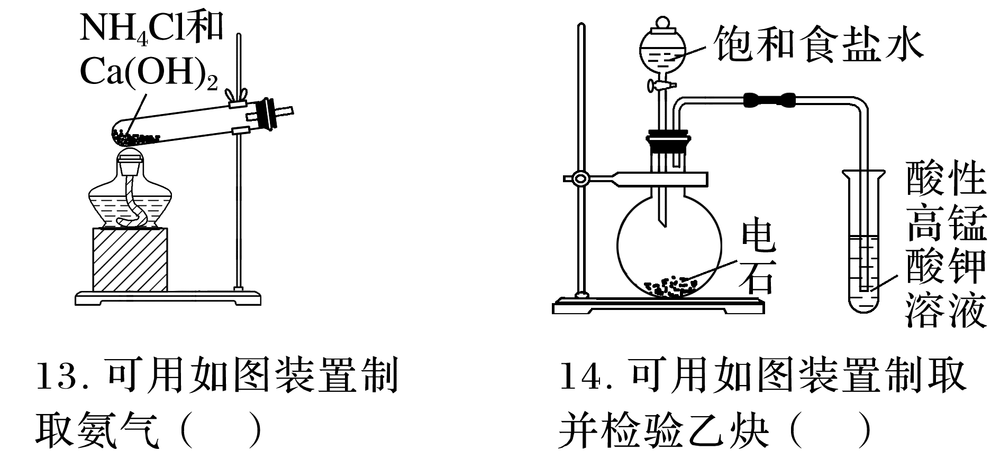 NH₄Cl和
Ca(OH)₂
13. 可用如图装置制
取氨气（　）
饱和食盐水
电
石
酸性
高锰
酸钾
溶液
14. 可用如图装置制取
并检验乙炔（　）